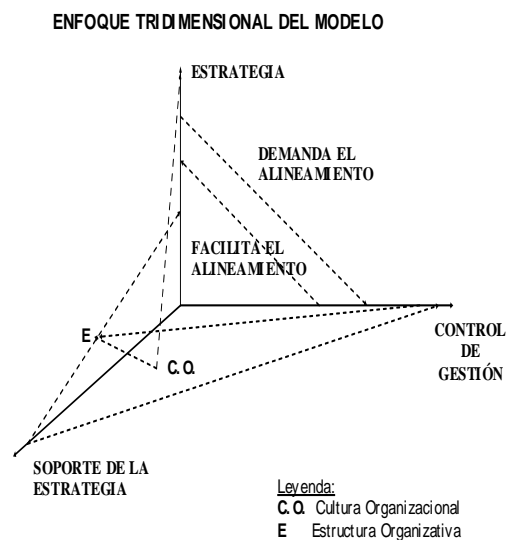 ENFOQUE TRIDIMENSIONAL DEL MODELO
ESTRATEGIA
DEMANDA EL
ALINEAMIENTO
FACILITA EL
ALINEAMIENTO
CONTROL
DE
GESTIÓN
E
C.O.
SOPORTE DE LA
ESTRATEGIA
Leyenda:
C.O. Cultura Organizacional
E Estructura Organizativa